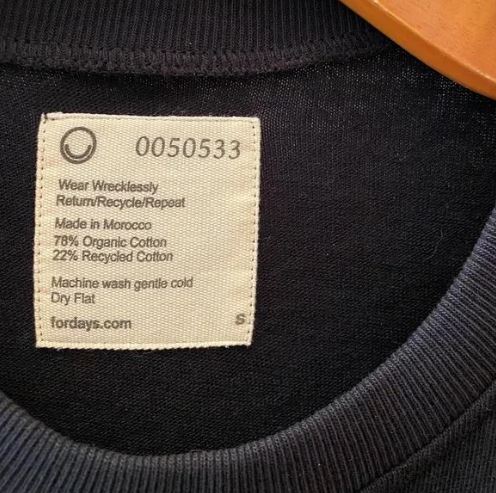 0050533
Wear Wrecklessly
Return/Recycle/Repeat
Made in Morocco
78% Organic Cotton
22% Recycled Cotton
Machine wash gentle cold
Dry Flat
fordays.com S